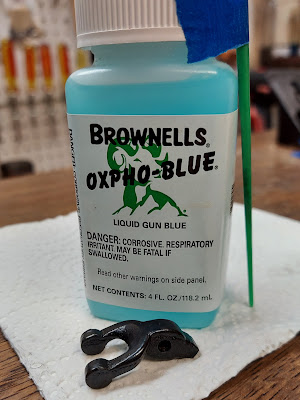 BROWNELLS®
OXPHO-BLUE®
LIQUID GUN BLUE
DANGER: CORROSIVE. RESPIRATORY
IRRITANT. MAY BE FATAL IF
SWALLOWED.
Read other warnings on side panel.
NET CONTENTS: 4 FL. OZ/118.2 mL